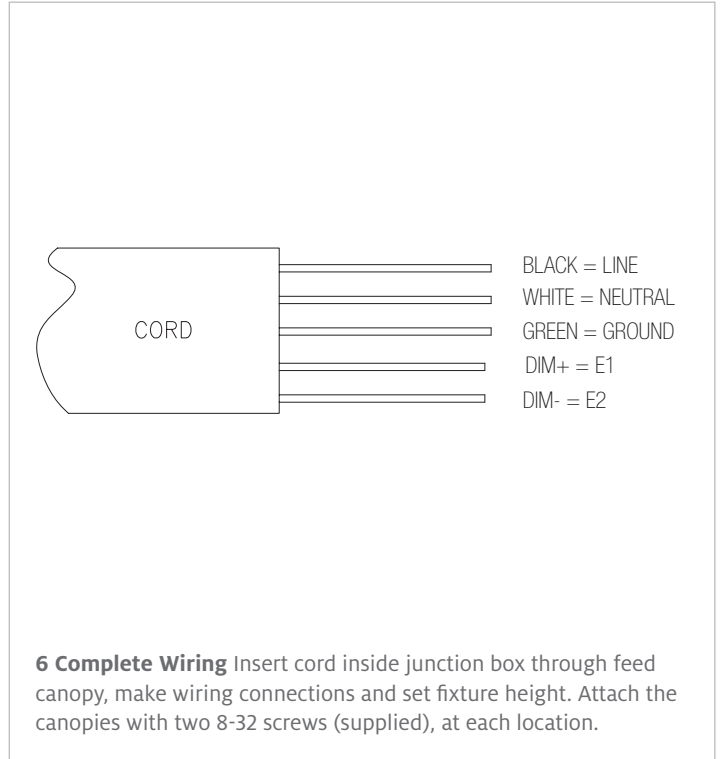 BLACK = LINE
WHITE = NEUTRAL
CORD
GREEN = GROUND
DIM+ = E1
DIM- = E2
6 Complete Wiring Insert cord inside junction box through feed
canopy, make wiring connections and set fixture height. Attach the
canopies with two 8-32 screws (supplied), at each location.